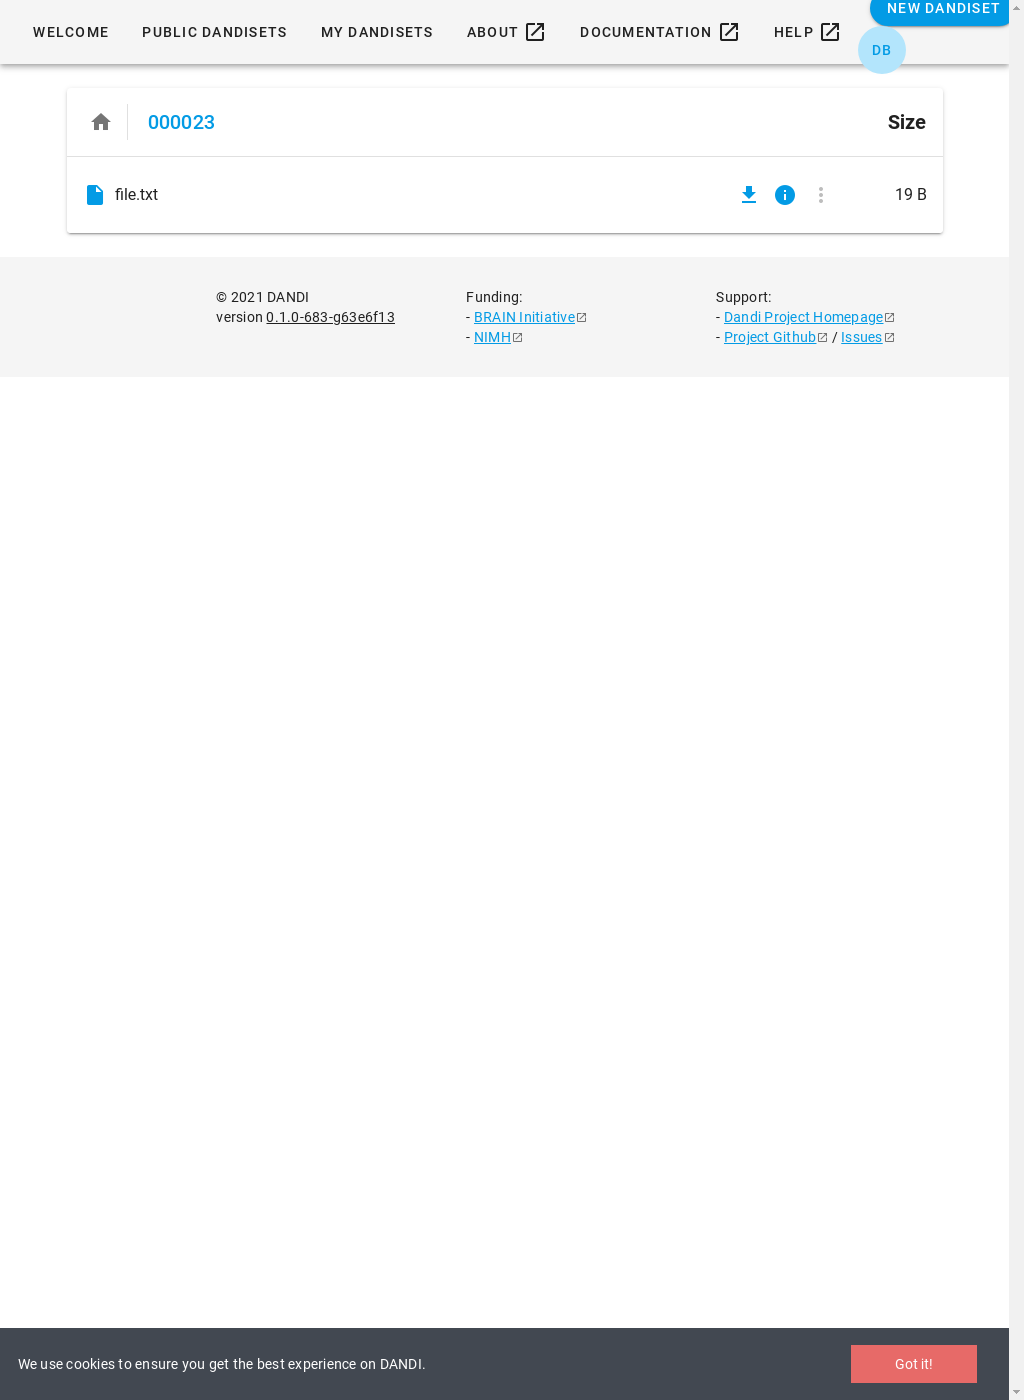 NEW DANDISET
WELCOME PUBLIC DANDISETS MY DANDISETS ABOUT DOCUMENTATION HELP
DB
000023 Size
file.txt 19 B
© 2021 DANDI
version 0.1.0-683-g63e6f13
Funding:
- BRAIN Initiative
- NIMH
Support:
- Dandi Project Homepage
- Project Github / Issues
We use cookies to ensure you get the best experience on DANDI. Got it!